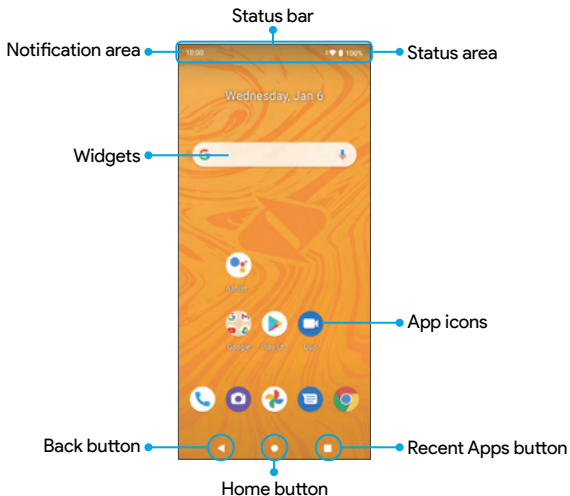 Status bar
Notification area
10:00
100%
Status area
Wednesday, Jan 6
Widgets
Google
App icons
Back button
Recent Apps button
Home button